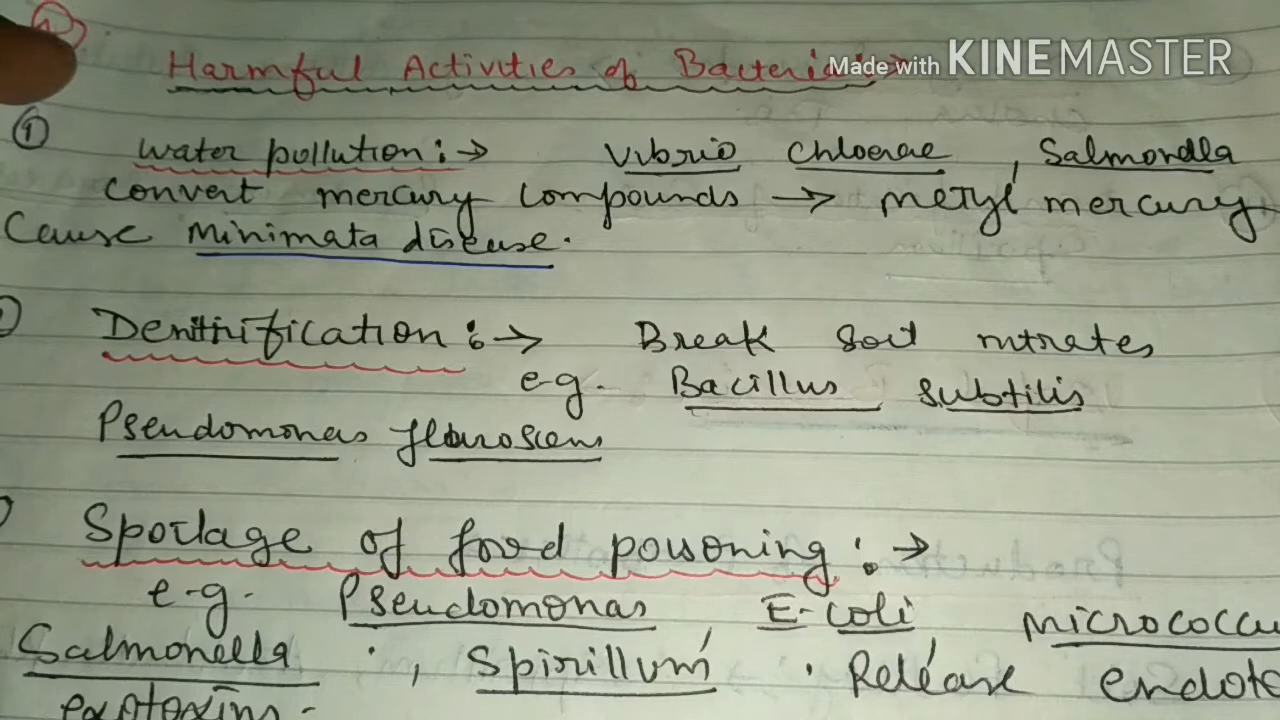 Harmful Activities of Bacteria
Made with KINEMASTER
① Water pollution :→ Vibrio Chloerae , Salmonella
Convert mercury compounds → metyl mercury
Cause Minimata disease.
Denitrification :→ Break Soil nitrates
e.g. Bacillus subtilis
Pseudomonas
Spoilage of food poisoning :→
e-g. Pseudomonas , E-coli, Micrococcu
Salmonella , Spirillum . Release endoto
exotoxins -